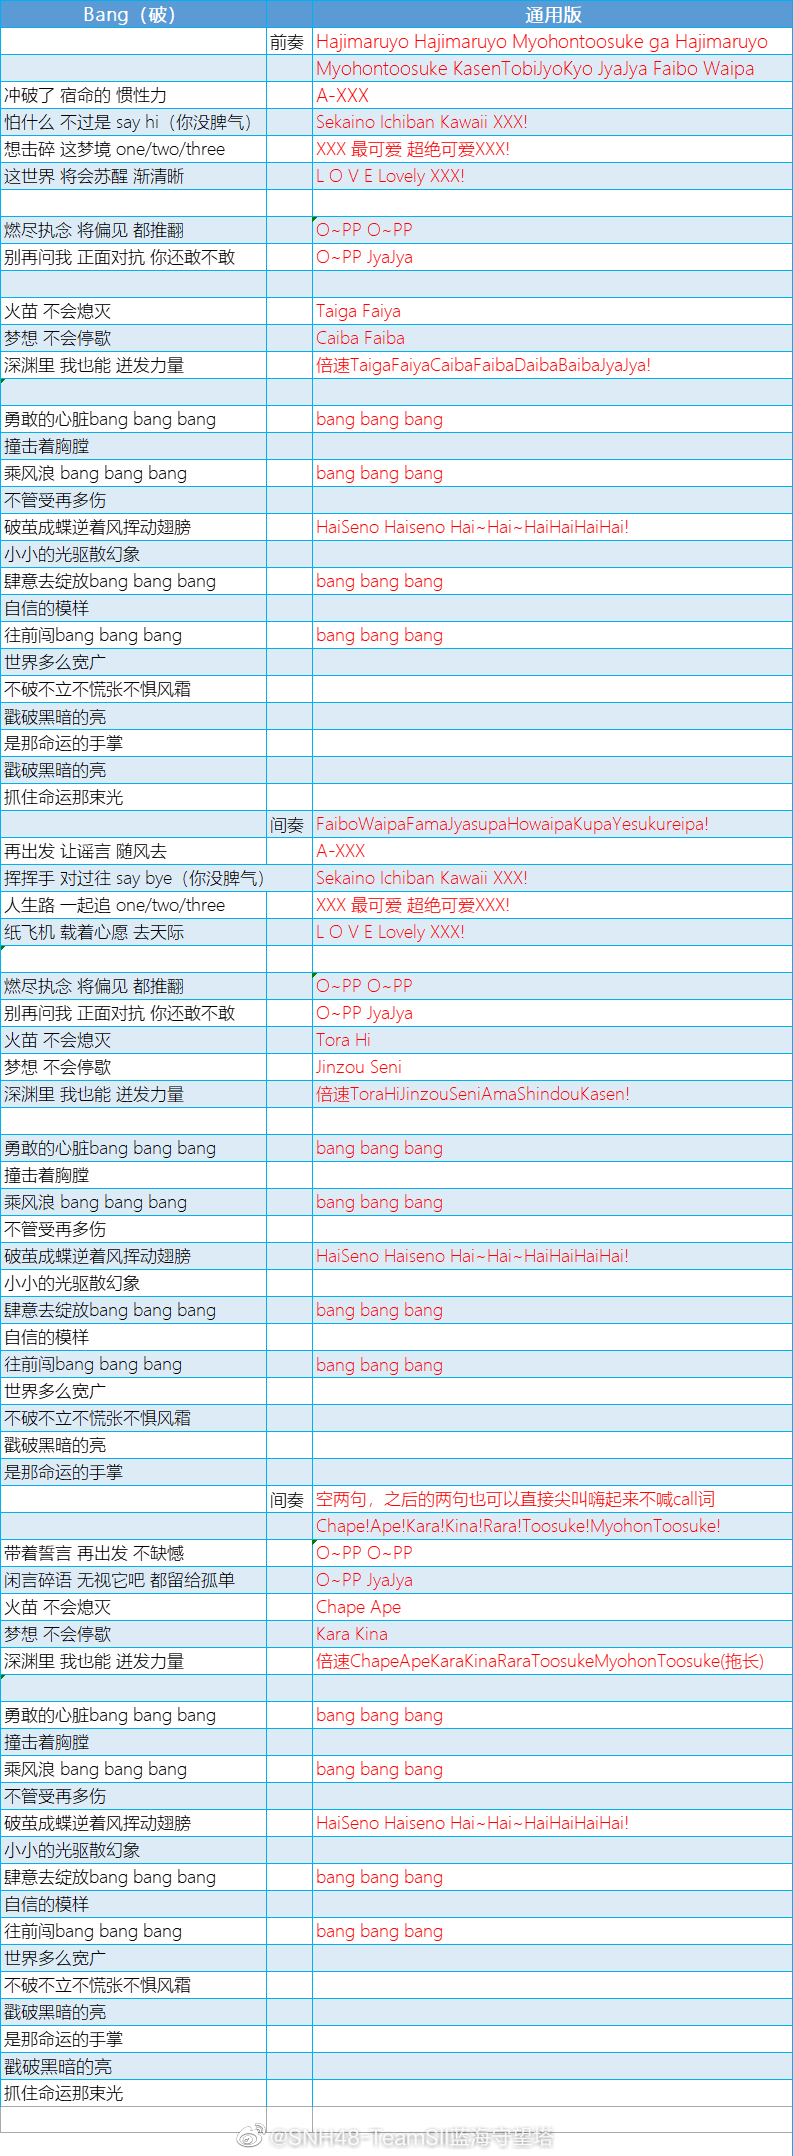 Bang（破） 通用版
前奏 Hajimaruyo Hajimaruyo Myohontoosuke ga Hajimaruyo
Myohontoosuke KasenTobiJyoKyo JyaJya Faibo Waipa
冲破了 宿命的 惯性力 A-XXX
怕什么 不过是 say hi（你没脾气） Sekaino Ichiban Kawaii XXX!
想击碎 这梦境 one/two/three XXX 最可爱 超绝可爱XXX!
这世界 将会苏醒 渐清晰 L O V E Lovely XXX!
燃尽执念 将偏见 都推翻 O~PP O~PP
别再问我 正面对抗 你还敢不敢 O~PP JyaJya
火苗 不会熄灭 Taiga Faiya
梦想 不会停歇 Caiba Faiba
深渊里 我也能 迸发力量 倍速TaigaFaiyaCaibaFaibaDaibaBaibaJyaJya!
勇敢的心脏bang bang bang bang bang bang
撞击着胸膛
乘风浪 bang bang bang bang bang bang
不管受再多伤
破茧成蝶逆着风挥动翅膀 HaiSeno Haiseno Hai~Hai~HaiHaiHaiHai!
小小的光驱散幻象
肆意去绽放bang bang bang bang bang bang
自信的模样
往前闯bang bang bang bang bang bang
世界多么宽广
不破不立不慌张不惧风霜
戳破黑暗的亮
是那命运的手掌
戳破黑暗的亮
抓住命运那束光
间奏 FaiboWaipaFamaJyasupaHowaipaKupaYesukureipa!
再出发 让谣言 随风去 A-XXX
挥挥手 对过往 say bye（你没脾气） Sekaino Ichiban Kawaii XXX!
人生路 一起追 one/two/three XXX 最可爱 超绝可爱XXX!
纸飞机 载着心愿 去天际 L O V E Lovely XXX!
燃尽执念 将偏见 都推翻 O~PP O~PP
别再问我 正面对抗 你还敢不敢 O~PP JyaJya
火苗 不会熄灭 Tora Hi
梦想 不会停歇 Jinzou Seni
深渊里 我也能 迸发力量 倍速ToraHiJinzouSeniAmaShindouKasen!
勇敢的心脏bang bang bang bang bang bang
撞击着胸膛
乘风浪 bang bang bang bang bang bang
不管受再多伤
破茧成蝶逆着风挥动翅膀 HaiSeno Haiseno Hai~Hai~HaiHaiHaiHai!
小小的光驱散幻象
肆意去绽放bang bang bang bang bang bang
自信的模样
往前闯bang bang bang bang bang bang
世界多么宽广
不破不立不慌张不惧风霜
戳破黑暗的亮
是那命运的手掌
间奏 空两句，之后的两句也可以直接尖叫嗨起来不喊call词
Chape!Ape!Kara!Kina!Rara!Toosuke!MyohonToosuke!
带着誓言 再出发 不缺憾 O~PP O~PP
闲言碎语 无视它吧 都留给孤单 O~PP JyaJya
火苗 不会熄灭 Chape Ape
梦想 不会停歇 Kara Kina
深渊里 我也能 迸发力量 倍速ChapeApeKaraKinaRaraToosukeMyohonToosuke(拖长)
勇敢的心脏bang bang bang bang bang bang
撞击着胸膛
乘风浪 bang bang bang bang bang bang
不管受再多伤
破茧成蝶逆着风挥动翅膀 HaiSeno Haiseno Hai~Hai~HaiHaiHaiHai!
小小的光驱散幻象
肆意去绽放bang bang bang bang bang bang
自信的模样
往前闯bang bang bang bang bang bang
世界多么宽广
不破不立不慌张不惧风霜
戳破黑暗的亮
是那命运的手掌
戳破黑暗的亮
抓住命运那束光
@SNH48-TeamSII蓝海守望塔